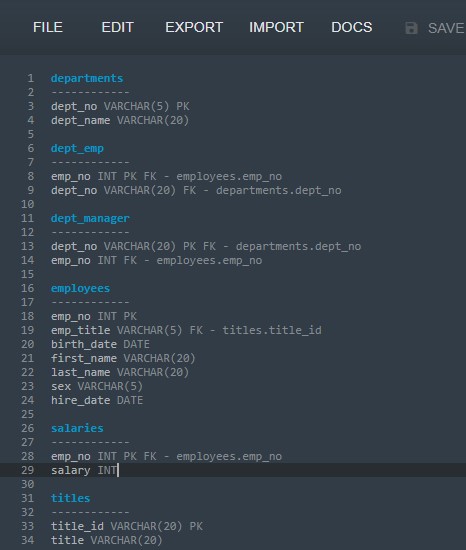 FILE EDIT EXPORT IMPORT DOCS SAVE
1 departments
2 ------------
3 dept_no VARCHAR(5) PK
4 dept_name VARCHAR(20)
5
6 dept_emp
7 ------------
8 emp_no INT PK FK - employees.emp_no
9 dept_no VARCHAR(20) FK - departments.dept_no
10
11 dept_manager
12 ------------
13 dept_no VARCHAR(20) PK FK - departments.dept_no
14 emp_no INT FK - employees.emp_no
15
16 employees
17 ------------
18 emp_no INT PK
19 emp_title VARCHAR(5) FK - titles.title_id
20 birth_date DATE
21 first_name VARCHAR(20)
22 last_name VARCHAR(20)
23 sex VARCHAR(5)
24 hire_date DATE
25
26 salaries
27 ------------
28 emp_no INT PK FK - employees.emp_no
29 salary INT
30
31 titles
32 ------------
33 title_id VARCHAR(20) PK
34 title VARCHAR(20)